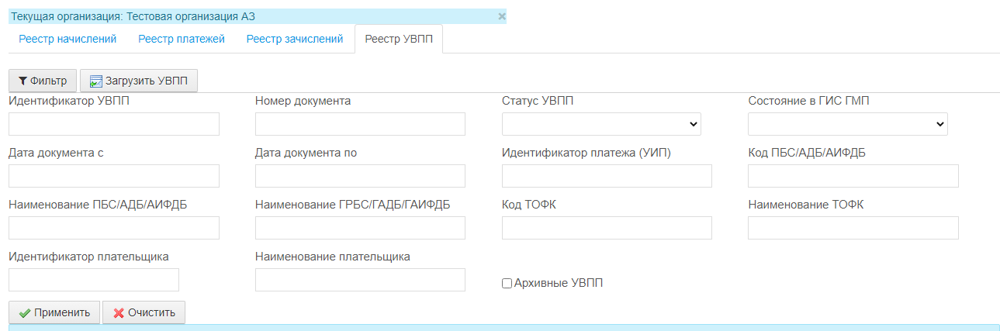 Текущая организация: Тестовая организация АЗ
Реестр начислений Реестр платежей Реестр зачислений Реестр УВПП
Фильтр Загрузить УВПП
Идентификатор УВПП Номер документа Статус УВПП Состояние в ГИС ГМП
Дата документа с Дата документа по Идентификатор платежа (УИП) Код ПБС/АДБ/АИФДБ
Наименование ПБС/АДБ/АИФДБ Наименование ГРБС/ГАДБ/ГАИФДБ Код ТОФК Наименование ТОФК
Идентификатор плательщика Наименование плательщика
Архивные УВПП
Применить Очистить